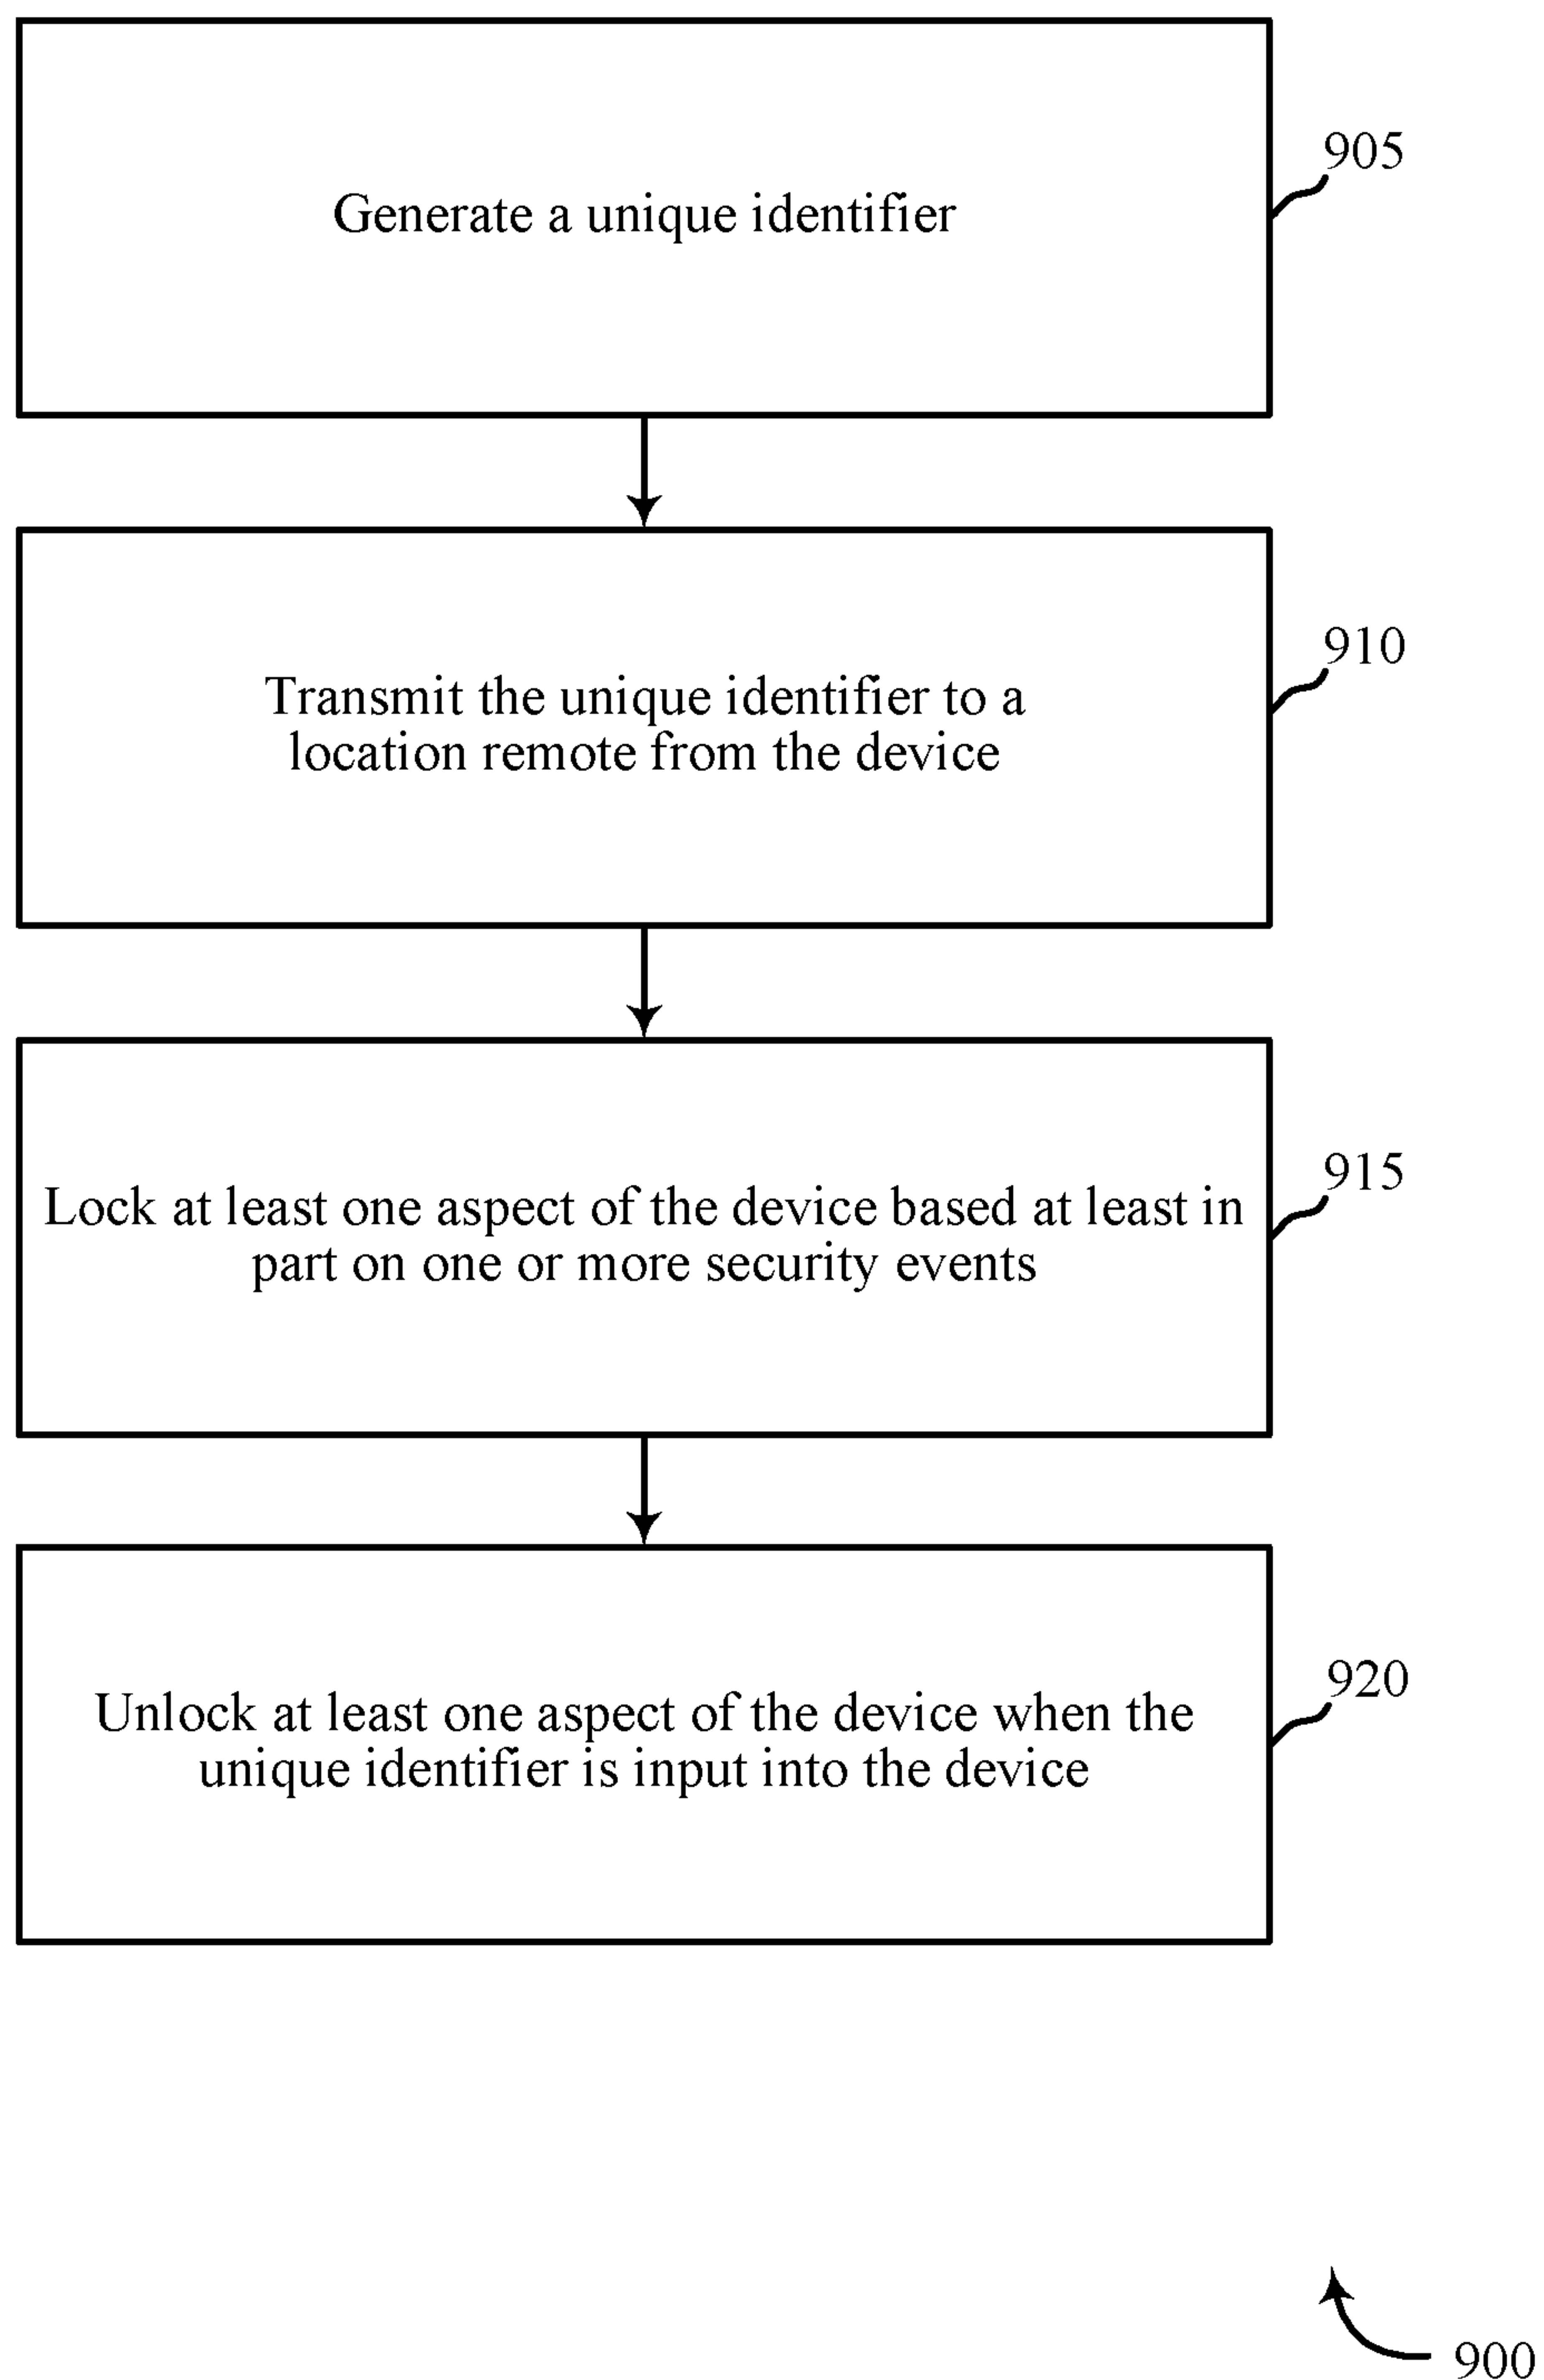 Generate a unique identifier
905
Transmit the unique identifier to a
location remote from the device
910
Lock at least one aspect of the device based at least in
part on one or more security events
915
Unlock at least one aspect of the device when the
unique identifier is input into the device
920
900